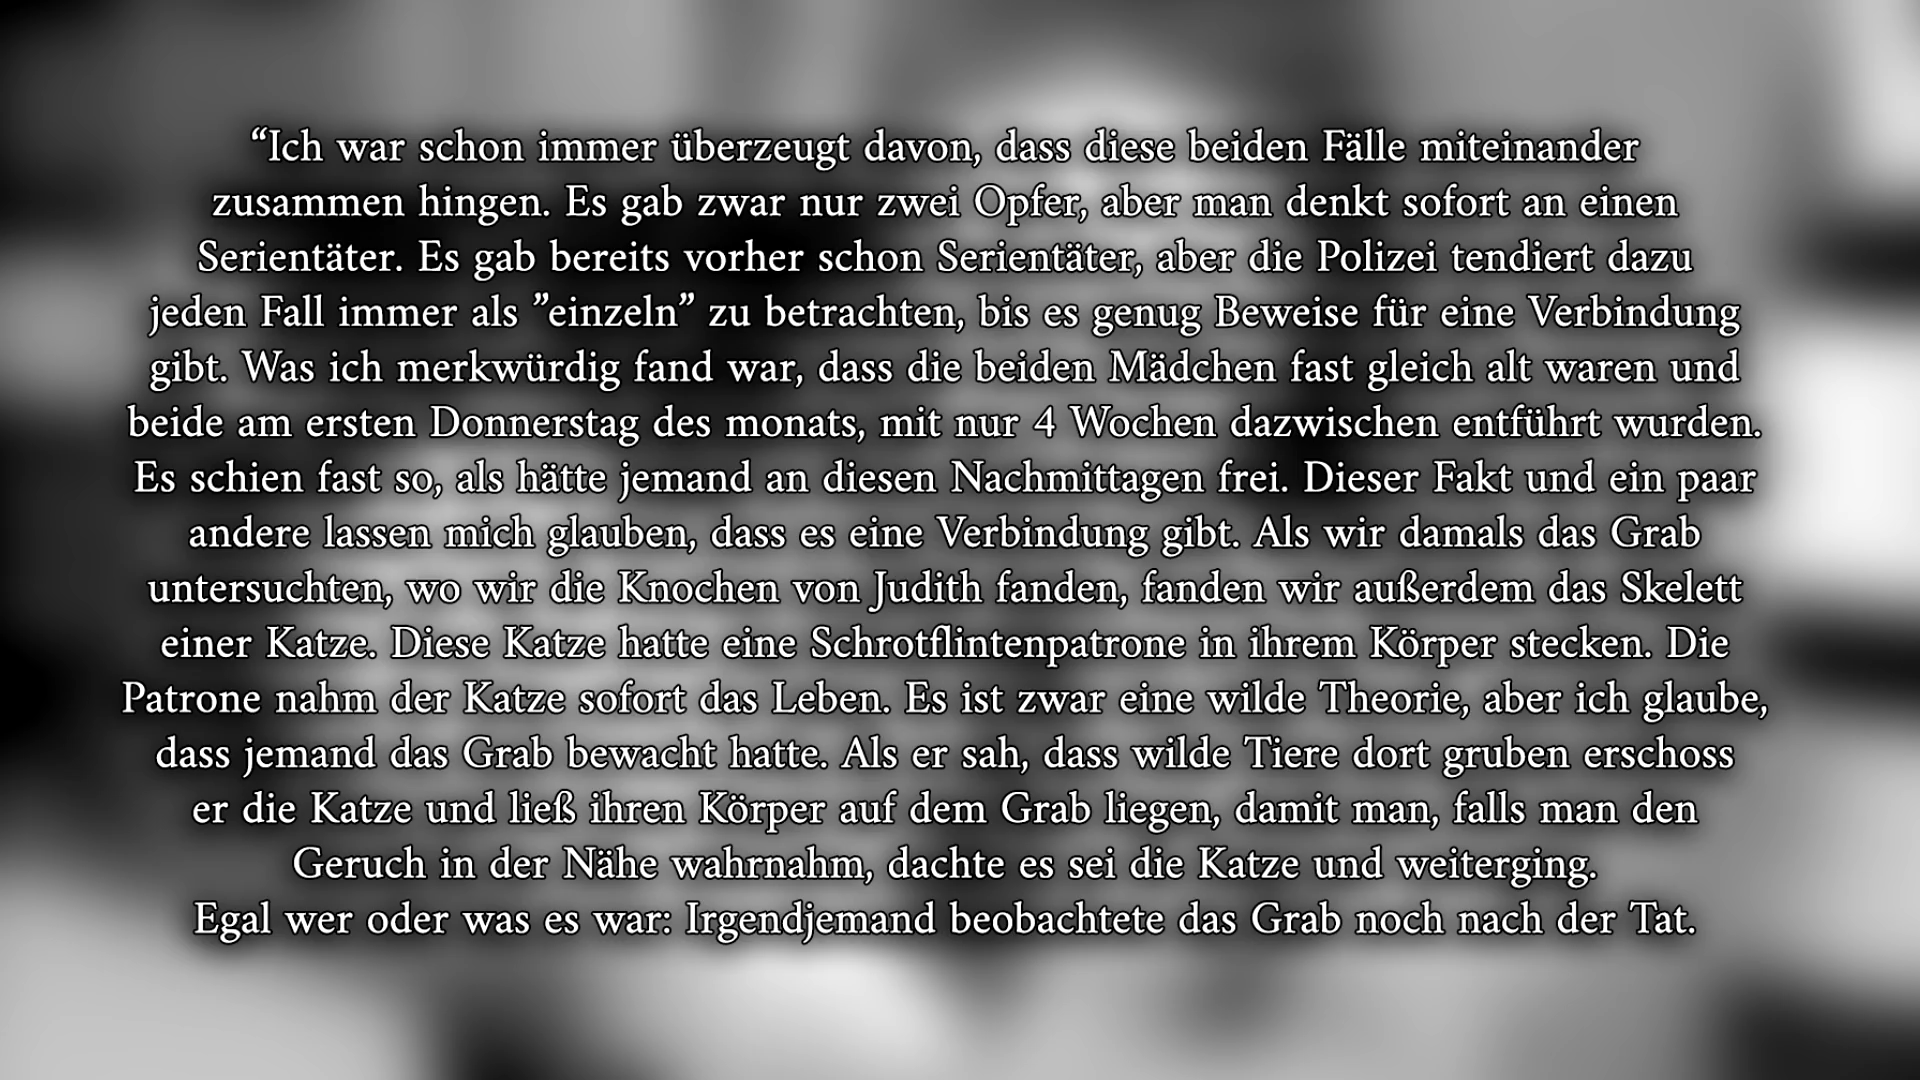 “Ich war schon immer überzeugt davon, dass diese beiden Fälle miteinander
zusammen hingen. Es gab zwar nur zwei Opfer, aber man denkt sofort an einen
Serientäter. Es gab bereits vorher schon Serientäter, aber die Polizei tendiert dazu
jeden Fall immer als ”einzeln” zu betrachten, bis es genug Beweise für eine Verbindung
gibt. Was ich merkwürdig fand war, dass die beiden Mädchen fast gleich alt waren und
beide am ersten Donnerstag des monats, mit nur 4 Wochen dazwischen entführt wurden.
Es schien fast so, als hätte jemand an diesen Nachmittagen frei. Dieser Fakt und ein paar
andere lassen mich glauben, dass es eine Verbindung gibt. Als wir damals das Grab
untersuchten, wo wir die Knochen von Judith fanden, fanden wir außerdem das Skelett
einer Katze. Diese Katze hatte eine Schrotflintenpatrone in ihrem Körper stecken. Die
Patrone nahm der Katze sofort das Leben. Es ist zwar eine wilde Theorie, aber ich glaube,
dass jemand das Grab bewacht hatte. Als er sah, dass wilde Tiere dort gruben erschoss
er die Katze und ließ ihren Körper auf dem Grab liegen, damit man, falls man den
Geruch in der Nähe wahrnahm, dachte es sei die Katze und weiterging.
Egal wer oder was es war: Irgendjemand beobachtete das Grab noch nach der Tat.